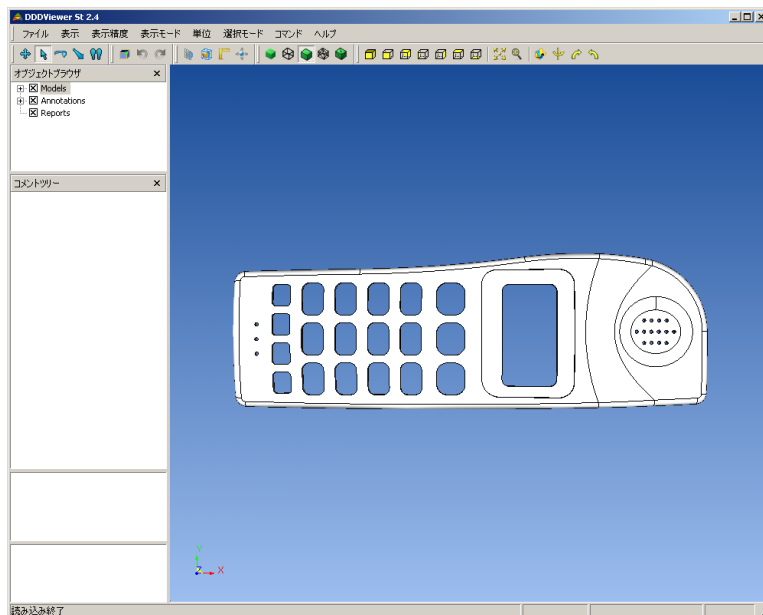 DDDViewer St 2.4
ファイル 表示 表示精度 表示モード 単位 選択モード コマンド ヘルプ
オブジェクトブラウザ
Models
Annotations
Reports
コメントツリー
Y
Z X
読み込み終了